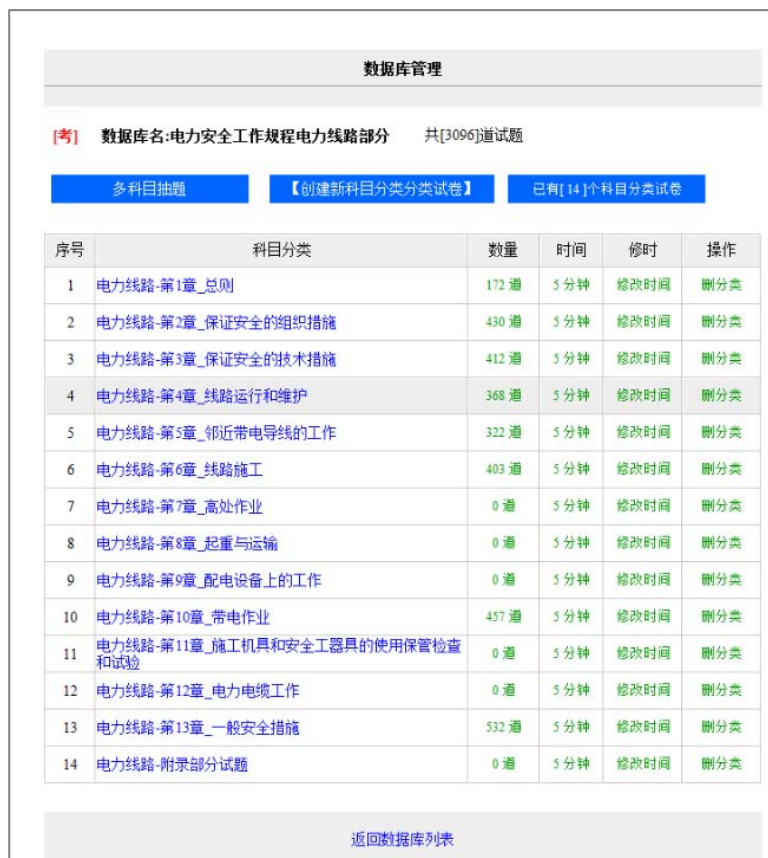 数据库管理
[考] 数据库名:电力安全工作规程电力线路部分 共[3096]道试题
多科目抽题 【创建新科目分类分类试卷】 已有[ 14 ]个科目分类试卷
序号 科目分类 数量 时间 修时 操作
1 电力线路-第1章_总则 172 道 5 分钟 修改时间 删分类
2 电力线路-第2章_保证安全的组织措施 430 道 5 分钟 修改时间 删分类
3 电力线路-第3章_保证安全的技术措施 412 道 5 分钟 修改时间 删分类
4 电力线路-第4章_线路运行和维护 368 道 5 分钟 修改时间 删分类
5 电力线路-第5章_邻近带电导线的工作 322 道 5 分钟 修改时间 删分类
6 电力线路-第6章_线路施工 403 道 5 分钟 修改时间 删分类
7 电力线路-第7章_高处作业 0 道 5 分钟 修改时间 删分类
8 电力线路-第8章_起重与运输 0 道 5 分钟 修改时间 删分类
9 电力线路-第9章_配电设备上的工作 0 道 5 分钟 修改时间 删分类
10 电力线路-第10章_带电作业 457 道 5 分钟 修改时间 删分类
11 电力线路-第11章_施工机具和安全工器具的使用保管检查 0 道 5 分钟 修改时间 删分类
和试验
12 电力线路-第12章_电力电缆工作 0 道 5 分钟 修改时间 删分类
13 电力线路-第13章_一般安全措施 532 道 5 分钟 修改时间 删分类
14 电力线路-附录部分试题 0 道 5 分钟 修改时间 删分类
返回数据库列表